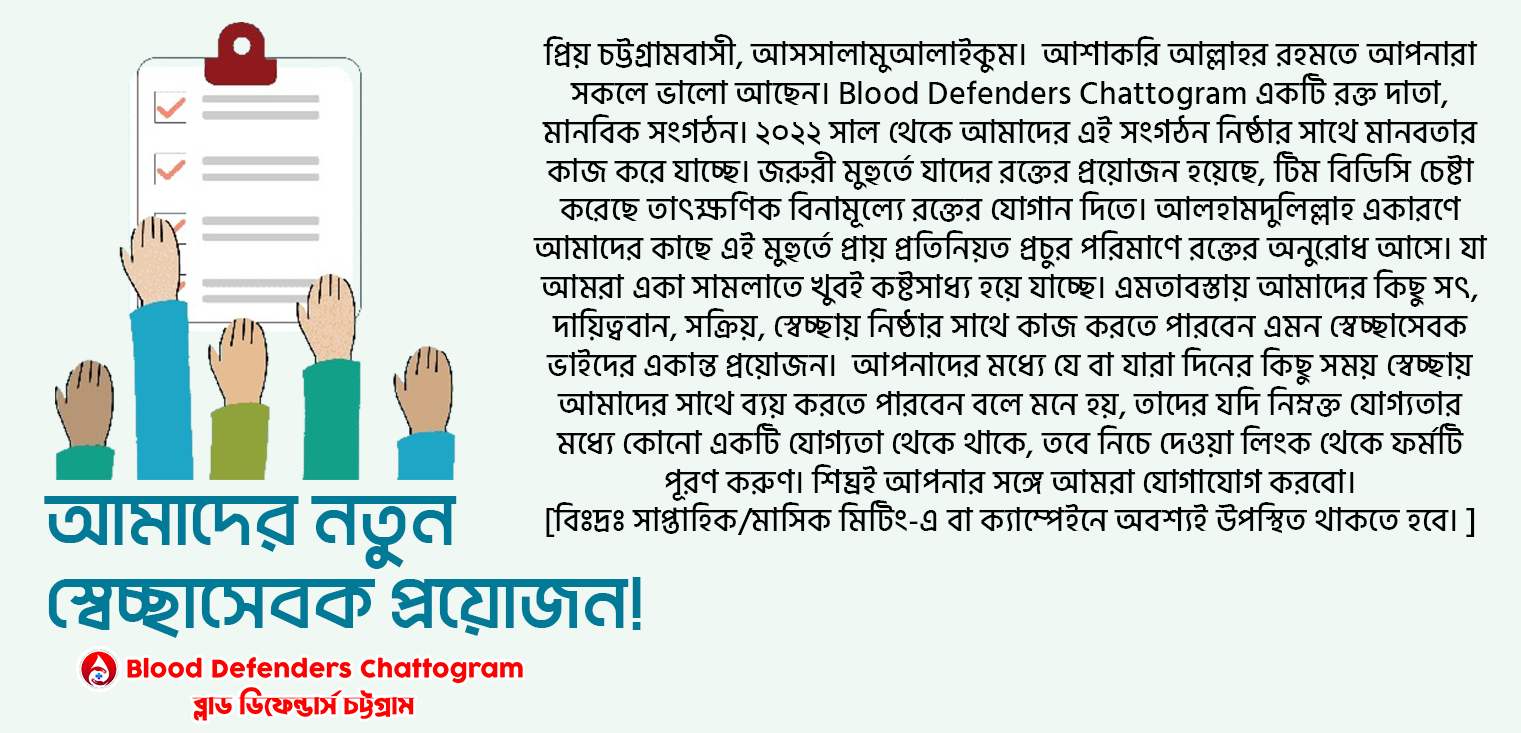 প্রিয় চট্টগ্রামবাসী, আসসালামুআলাইকুম। আশাকরি আল্লাহর রহমতে আপনারা
সকলে ভালো আছেন। Blood Defenders Chattogram একটি রক্ত দাতা,
মানবিক সংগঠন। ২০২২ সাল থেকে আমাদের এই সংগঠন নিষ্ঠার সাথে মানবতার
কাজ করে যাচ্ছে। জরুরী মুহুর্তে যাদের রক্তের প্রয়োজন হয়েছে, টিম বিডিসি চেষ্টা
করেছে তাৎক্ষণিক বিনামূল্যে রক্তের যোগান দিতে। আলহামদুলিল্লাহ একারণে
আমাদের কাছে এই মুহুর্তে প্রায় প্রতিনিয়ত প্রচুর পরিমাণে রক্তের অনুরোধ আসে। যা
আমরা একা সামলাতে খুবই কষ্টসাধ্য হয়ে যাচ্ছে। এমতাবস্তায় আমাদের কিছু সৎ,
দায়িত্ববান, সক্রিয়, স্বেচ্ছায় নিষ্ঠার সাথে কাজ করতে পারবেন এমন স্বেচ্ছাসেবক
ভাইদের একান্ত প্রয়োজন। আপনাদের মধ্যে যে বা যারা দিনের কিছু সময় স্বেচ্ছায়
আমাদের সাথে ব্যয় করতে পারবেন বলে মনে হয়, তাদের যদি নিম্নক্ত যোগ্যতার
মধ্যে কোনো একটি যোগ্যতা থেকে থাকে, তবে নিচে দেওয়া লিংক থেকে ফর্মটি
পূরণ করুণ। শিঘ্রই আপনার সঙ্গে আমরা যোগাযোগ করবো।
[বিঃদ্রঃ সাপ্তাহিক/মাসিক মিটিং-এ বা ক্যাম্পেইনে অবশ্যই উপস্থিত থাকতে হবে। ]
আমাদের নতুন
স্বেচ্ছাসেবক প্রয়োজন!
Blood Defenders Chattogram
ব্লাড ডিফেন্ডার্স চট্টগ্রাম